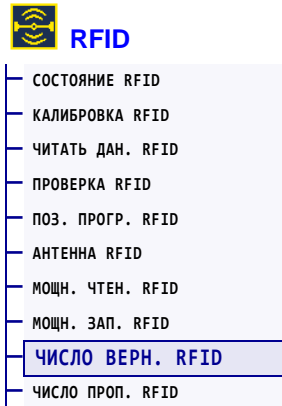 RFID
СОСТОЯНИЕ RFID
КАЛИБРОВКА RFID
ЧИТАТЬ ДАН. RFID
ПРОВЕРКА RFID
ПОЗ. ПРОГР. RFID
АНТЕННА RFID
МОЩН. ЧТЕН. RFID
МОЩН. ЗАП. RFID
ЧИСЛО ВЕРН. RFID
ЧИСЛО ПРОП. RFID